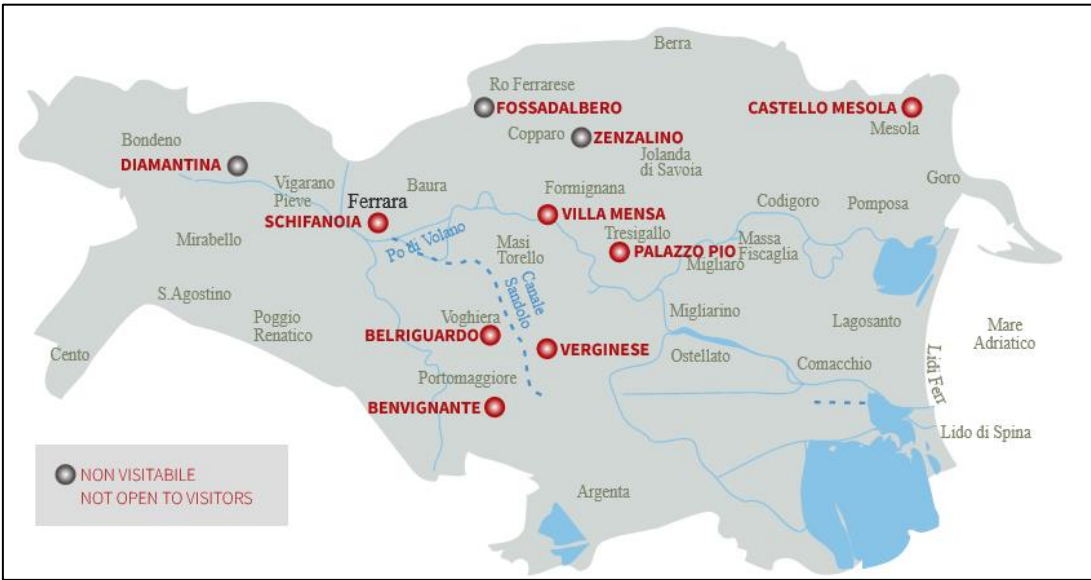 Berra
Ro Ferrarese
FOSSADALBERO
CASTELLO MESOLA
Mesola
Copparo
ZENZALINO
Bondeno
DIAMANTINA
Jolanda
di Savoia
Goro
Vigarano
Pieve
Baura
Formignana
Ferrara
SCHIFANOIA
Codigoro
Pomposa
VILLA MENSA
Tresigallo
Mirabello
Po di Volano
Masi
Torello
PALAZZO PIO
Massa
Fiscaglia
Migliaro
S.Agostino
Canale
Sandolo
Poggio
Renatico
Voghiera
Migliarino
Lagosanto
Mare
Adriatico
BELRIGUARDO
VERGINESE
Cento
Ostellato
Comacchio
Lidi Ferr
Portomaggiore
BENVIGNANTE
Lido di Spina
NON VISITABILE
NOT OPEN TO VISITORS
Argenta